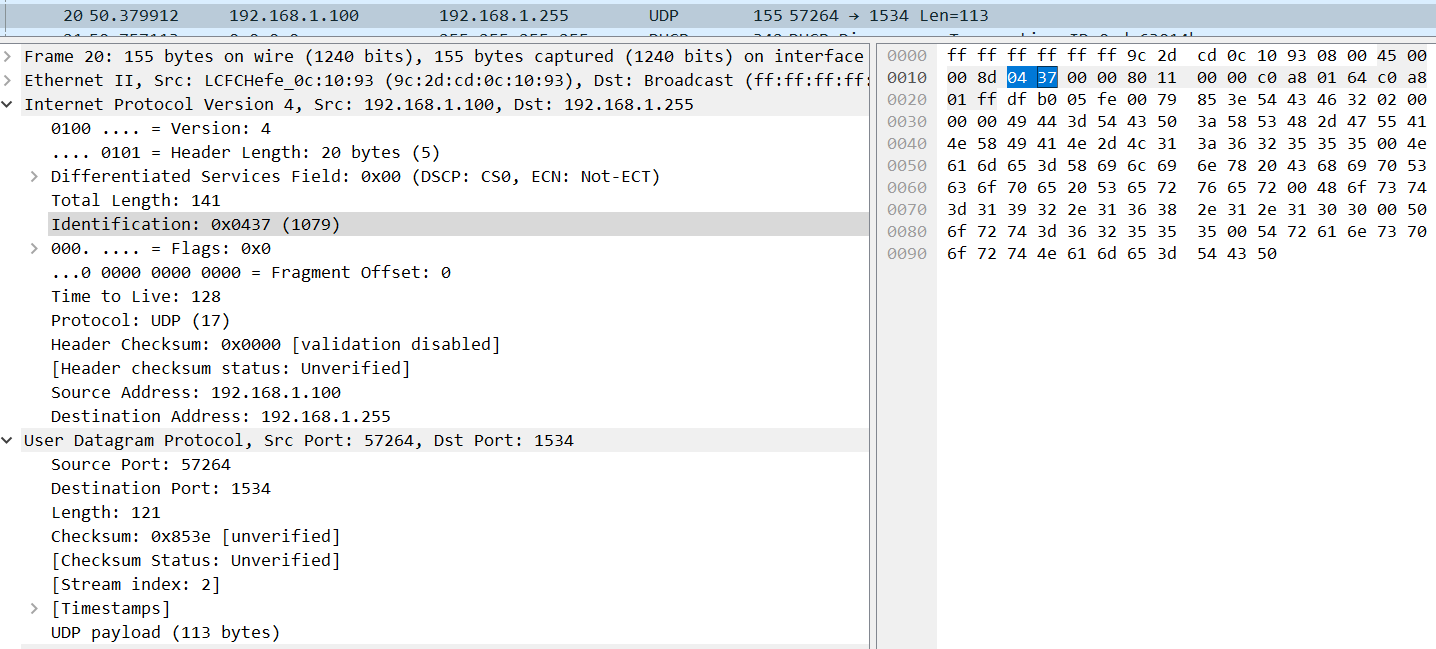 20 50.379912 192.168.1.100 192.168.1.255 UDP 155 57264 → 1534 Len=113
Frame 20: 155 bytes on wire (1240 bits), 155 bytes captured (1240 bits) on interface
Ethernet II, Src: LCFCHefe_0c:10:93 (9c:2d:cd:0c:10:93), Dst: Broadcast (ff:ff:ff:ff:
Internet Protocol Version 4, Src: 192.168.1.100, Dst: 192.168.1.255
0100 .... = Version: 4
.... 0101 = Header Length: 20 bytes (5)
Differentiated Services Field: 0x00 (DSCP: CS0, ECN: Not-ECT)
Total Length: 141
Identification: 0x0437 (1079)
000. .... = Flags: 0x0
...0 0000 0000 0000 = Fragment Offset: 0
Time to Live: 128
Protocol: UDP (17)
Header Checksum: 0x0000 [validation disabled]
[Header checksum status: Unverified]
Source Address: 192.168.1.100
Destination Address: 192.168.1.255
User Datagram Protocol, Src Port: 57264, Dst Port: 1534
Source Port: 57264
Destination Port: 1534
Length: 121
Checksum: 0x853e [unverified]
[Checksum Status: Unverified]
[Stream index: 2]
[Timestamps]
UDP payload (113 bytes)
0000 ff ff ff ff ff ff 9c 2d cd 0c 10 93 08 00 45 00
0010 00 8d 04 37 00 00 80 11 00 00 c0 a8 01 64 c0 a8
0020 01 ff df b0 05 fe 00 79 85 3e 54 43 46 32 02 00
0030 00 00 49 44 3d 54 43 50 3a 58 53 48 2d 47 55 41
0040 4e 58 49 41 4e 2d 4c 31 3a 36 32 35 35 35 00 4e
0050 61 6d 65 3d 58 69 6c 69 6e 78 20 43 68 69 70 53
0060 63 6f 70 65 20 53 65 72 76 65 72 00 48 6f 73 74
0070 3d 31 39 32 2e 31 36 38 2e 31 2e 31 30 30 00 50
0080 6f 72 74 3d 36 32 35 35 35 00 54 72 61 6e 73 70
0090 6f 72 74 4e 61 6d 65 3d 54 43 50